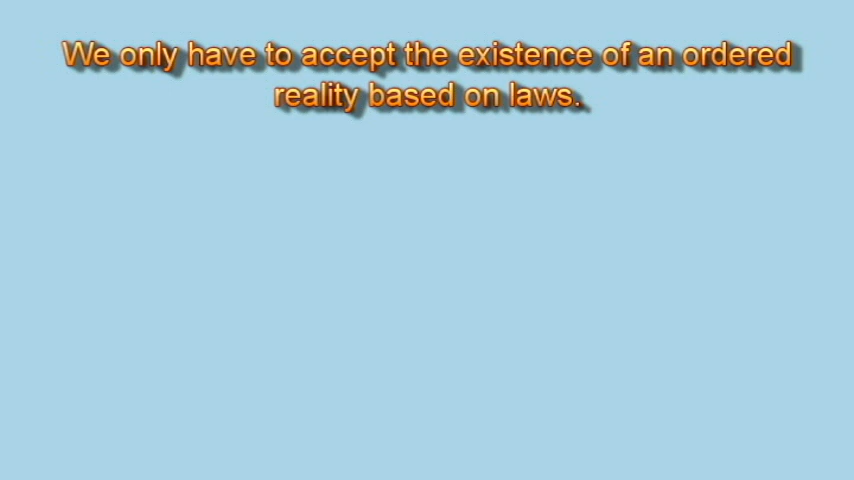 We only have to accept the existence of an ordered
reality based on laws.